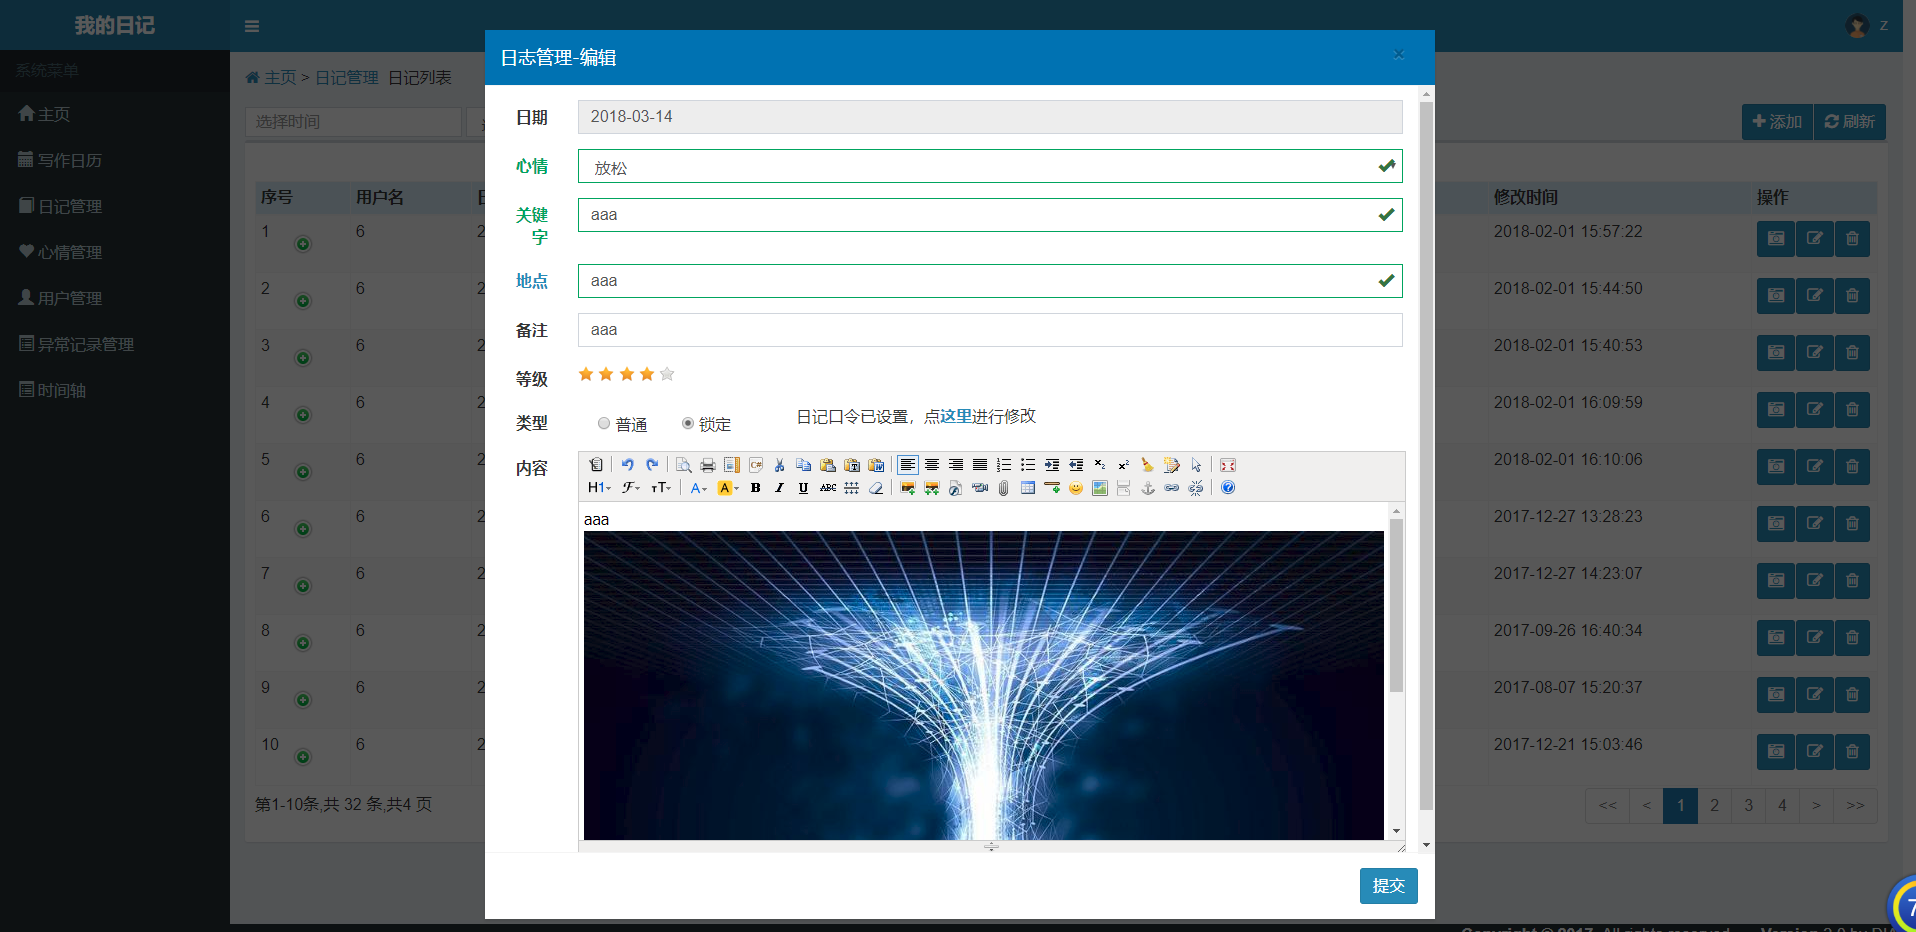 我的日记
z
系统菜单
主页
写作日历
日记管理
心情管理
用户管理
异常记录管理
时间轴
主页 > 日记管理 日记列表
选择时间
添加
刷新
序号 用户名 修改时间 操作
1 6 2 2018-02-01 15:57:22
2 6 2 2018-02-01 15:44:50
3 6 2 2018-02-01 15:40:53
4 6 2 2018-02-01 16:09:59
5 6 2 2018-02-01 16:10:06
6 6 2 2017-12-27 13:28:23
7 6 2 2017-12-27 14:23:07
8 6 2 2017-09-26 16:40:34
9 6 2 2017-08-07 15:20:37
10 6 2 2017-12-21 15:03:46
第1-10条,共 32 条,共4 页
<< < 1 2 3 4 > >>
日志管理-编辑
×
日期 2018-03-14
心情 放松
关键字 aaa
地点 aaa
备注 aaa
等级
类型 普通 锁定 日记口令已设置，点这里进行修改
内容
aaa
提交
7